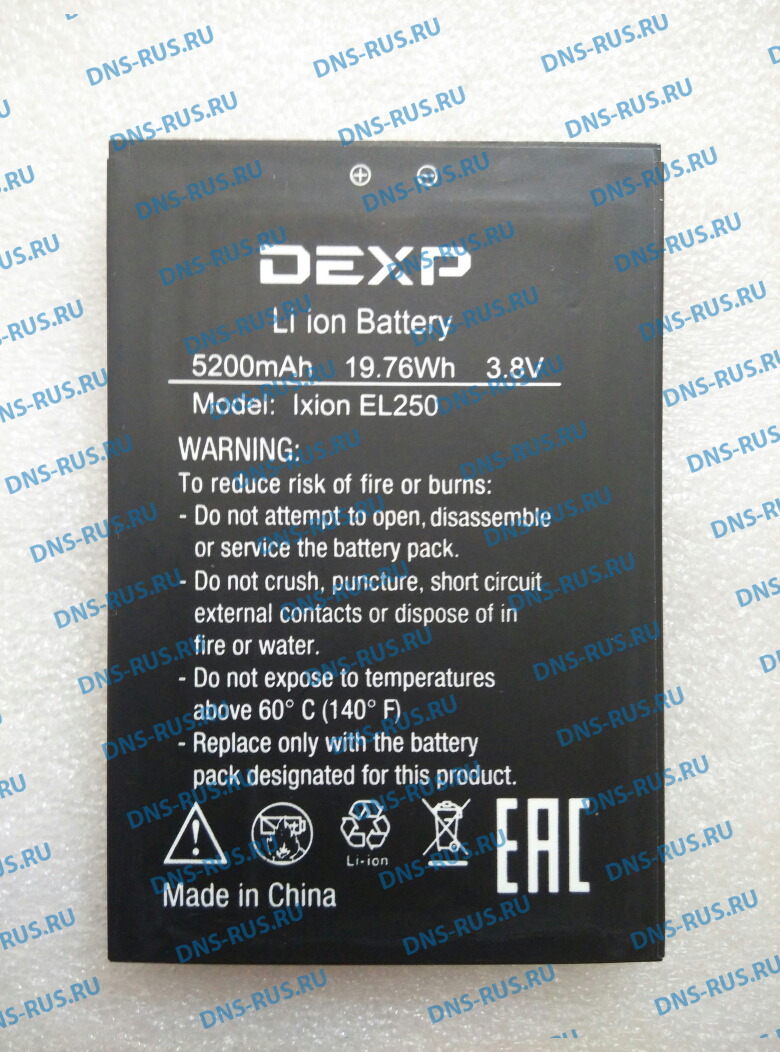 DEXP
Li ion Battery
5200mAh 19.76Wh 3.8V
Model: Ixion EL250
WARNING:
To reduce risk of fire or burns:
- Do not attempt to open, disassemble
or service the battery pack.
- Do not crush, puncture, short circuit
external contacts or dispose of in
fire or water.
- Do not expose to temperatures
above 60° C (140° F)
- Replace only with the battery
pack designated for this product.
Li-ion
EAC
Made in China
DNS-RUS.RU